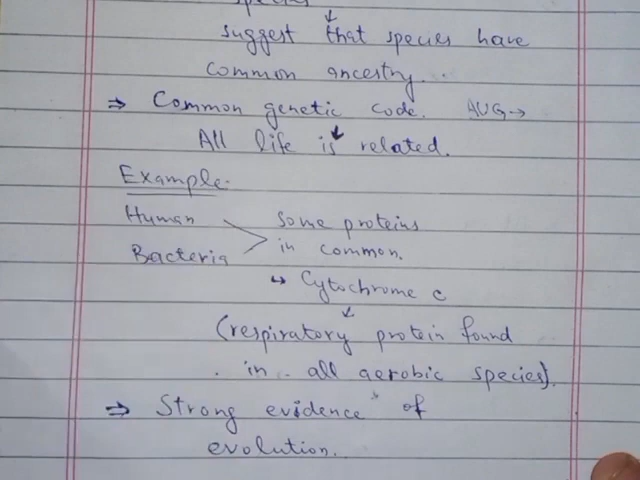 species
↓
suggest that species have
common ancestry..
⇒ Common genetic code. AUG→
↓
All life is related.
Example-
Human some proteins
Bacteria > in common.
↳ Cytochrome c
↓
(respiratory protein found
. in. all aerobic species).
⇒ Strong evidence of
evolution..